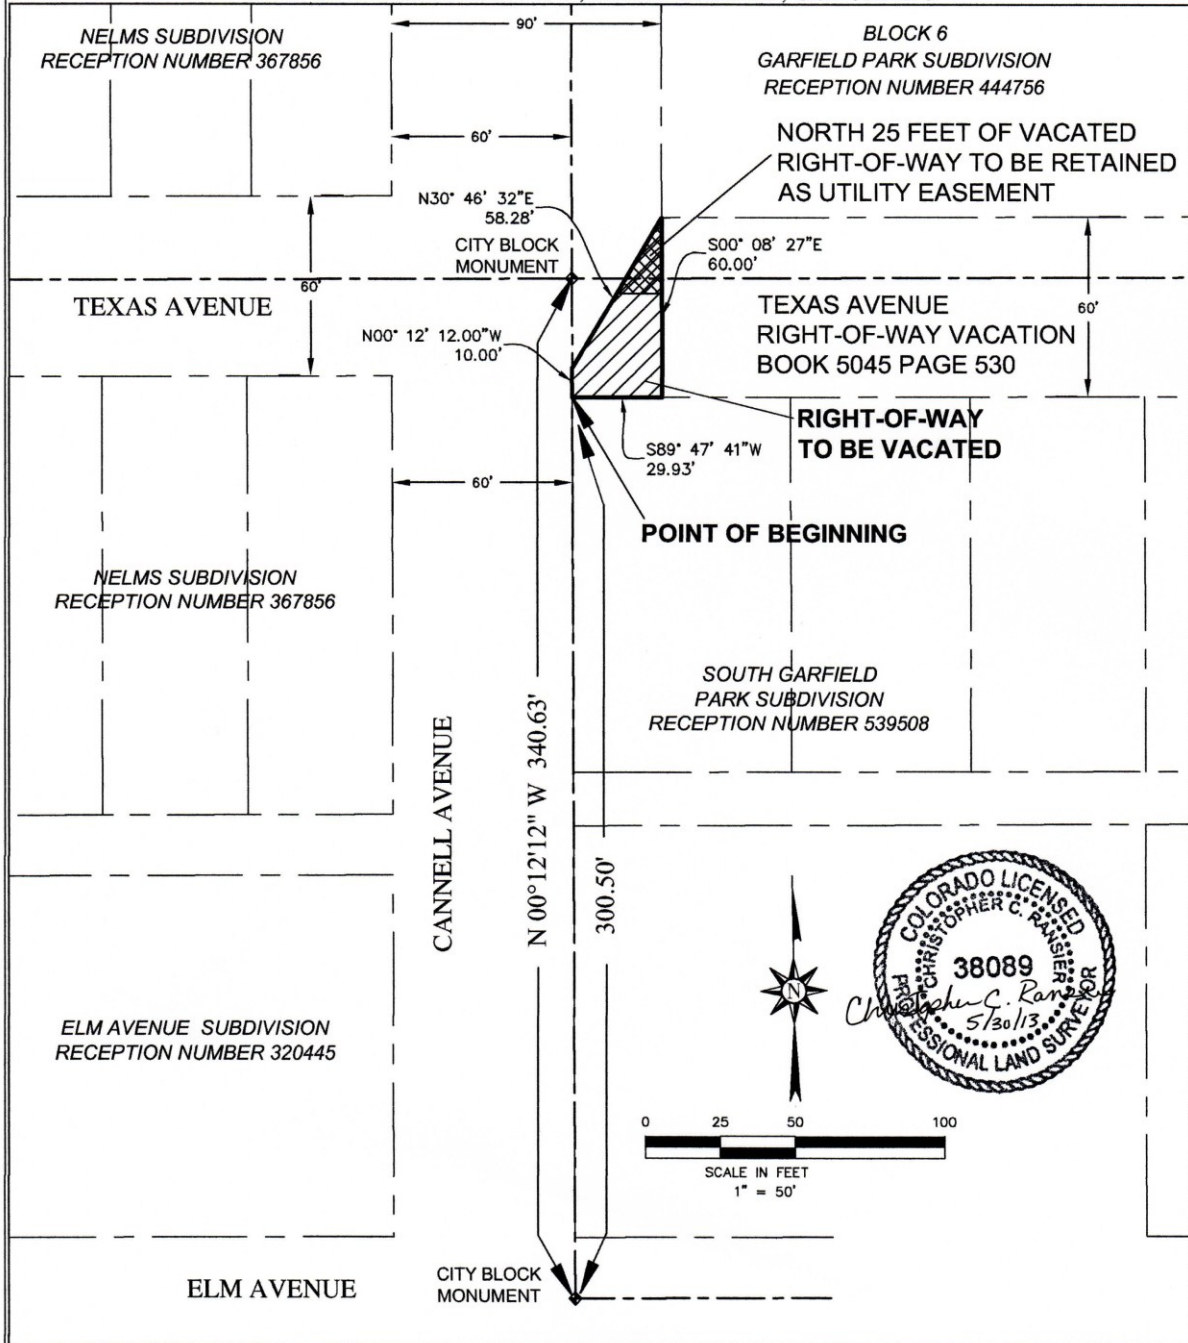 90'
NELMS SUBDIVISION
RECEPTION NUMBER 367856
BLOCK 6
GARFIELD PARK SUBDIVISION
RECEPTION NUMBER 444756
60'
NORTH 25 FEET OF VACATED
RIGHT-OF-WAY TO BE RETAINED
AS UTILITY EASEMENT
N30° 46' 32"E
58.28'
CITY BLOCK
MONUMENT
S00° 08' 27"E
60.00'
60'
TEXAS AVENUE
TEXAS AVENUE
RIGHT-OF-WAY VACATION
BOOK 5045 PAGE 530
60'
N00° 12' 12.00"W
10.00'
RIGHT-OF-WAY
TO BE VACATED
S89° 47' 41"W
29.93'
60'
POINT OF BEGINNING
NELMS SUBDIVISION
RECEPTION NUMBER 367856
SOUTH GARFIELD
PARK SUBDIVISION
RECEPTION NUMBER 539508
CANNELL AVENUE
N 00°12'12" W 340.63'
300.50'
COLORADO LICENSED
CHRISTOPHER C. RANSIER
38089
Christopher C. Ransier
5/30/13
PROFESSIONAL LAND SURVEYOR
N
ELM AVENUE SUBDIVISION
RECEPTION NUMBER 320445
0 25 50 100
SCALE IN FEET
1" = 50'
CITY BLOCK
MONUMENT
ELM AVENUE